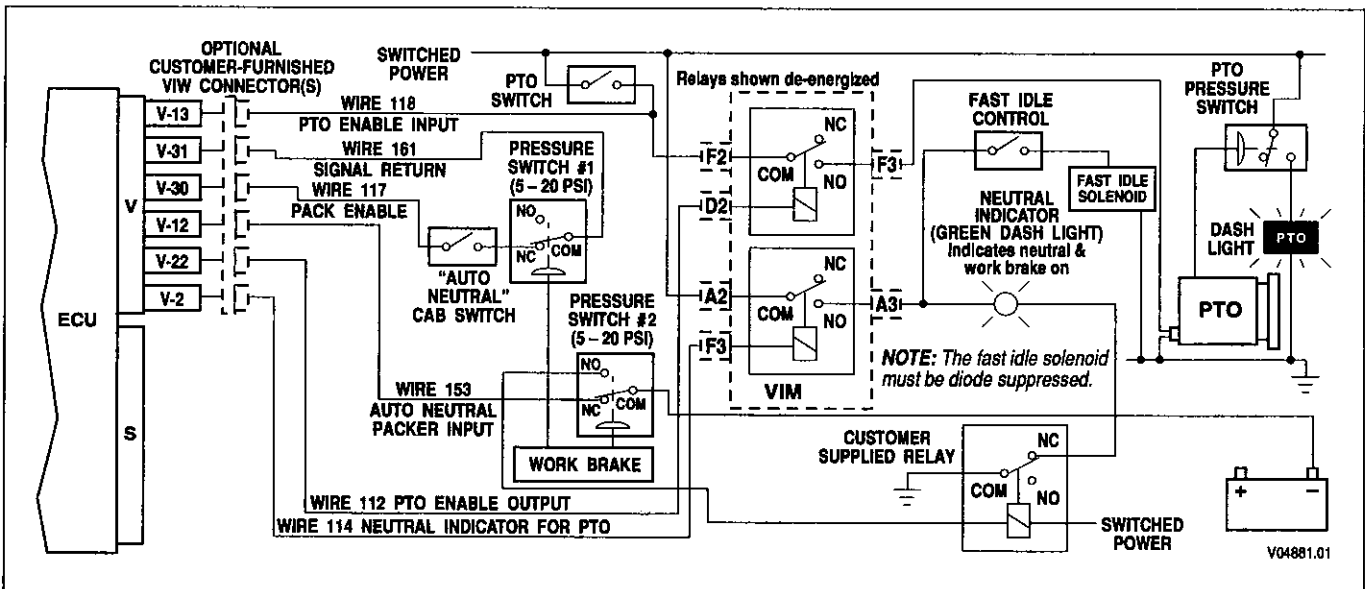 OPTIONAL
CUSTOMER-FURNISHED
VIW CONNECTOR(S)
SWITCHED
POWER
PTO
SWITCH
Relays shown de-energized
PTO
PRESSURE
SWITCH
FAST IDLE
CONTROL
V-13
WIRE 118
PTO ENABLE INPUT
V-31
WIRE 161
SIGNAL RETURN
PRESSURE
SWITCH #1
(5 – 20 PSI)
V-30
WIRE 117
PACK ENABLE
V
V-12
V-22
V-2
ECU
S
NO
NC
COM
"AUTO
NEUTRAL"
CAB SWITCH
PRESSURE
SWITCH #2
(5 – 20 PSI)
NO
NC
COM
WIRE 153
AUTO NEUTRAL
PACKER INPUT
WORK BRAKE
WIRE 112 PTO ENABLE OUTPUT
WIRE 114 NEUTRAL INDICATOR FOR PTO
F2
NC
COM
NO
F3
D2
A2
NC
COM
NO
A3
F3
VIM
FAST IDLE
SOLENOID
NEUTRAL
INDICATOR
(GREEN DASH LIGHT)
Indicates neutral &
work brake on
DASH
LIGHT
PTO
PTO
NOTE: The fast idle solenoid
must be diode suppressed.
CUSTOMER
SUPPLIED RELAY
NC
COM
NO
SWITCHED
POWER
+
–
V04881.01